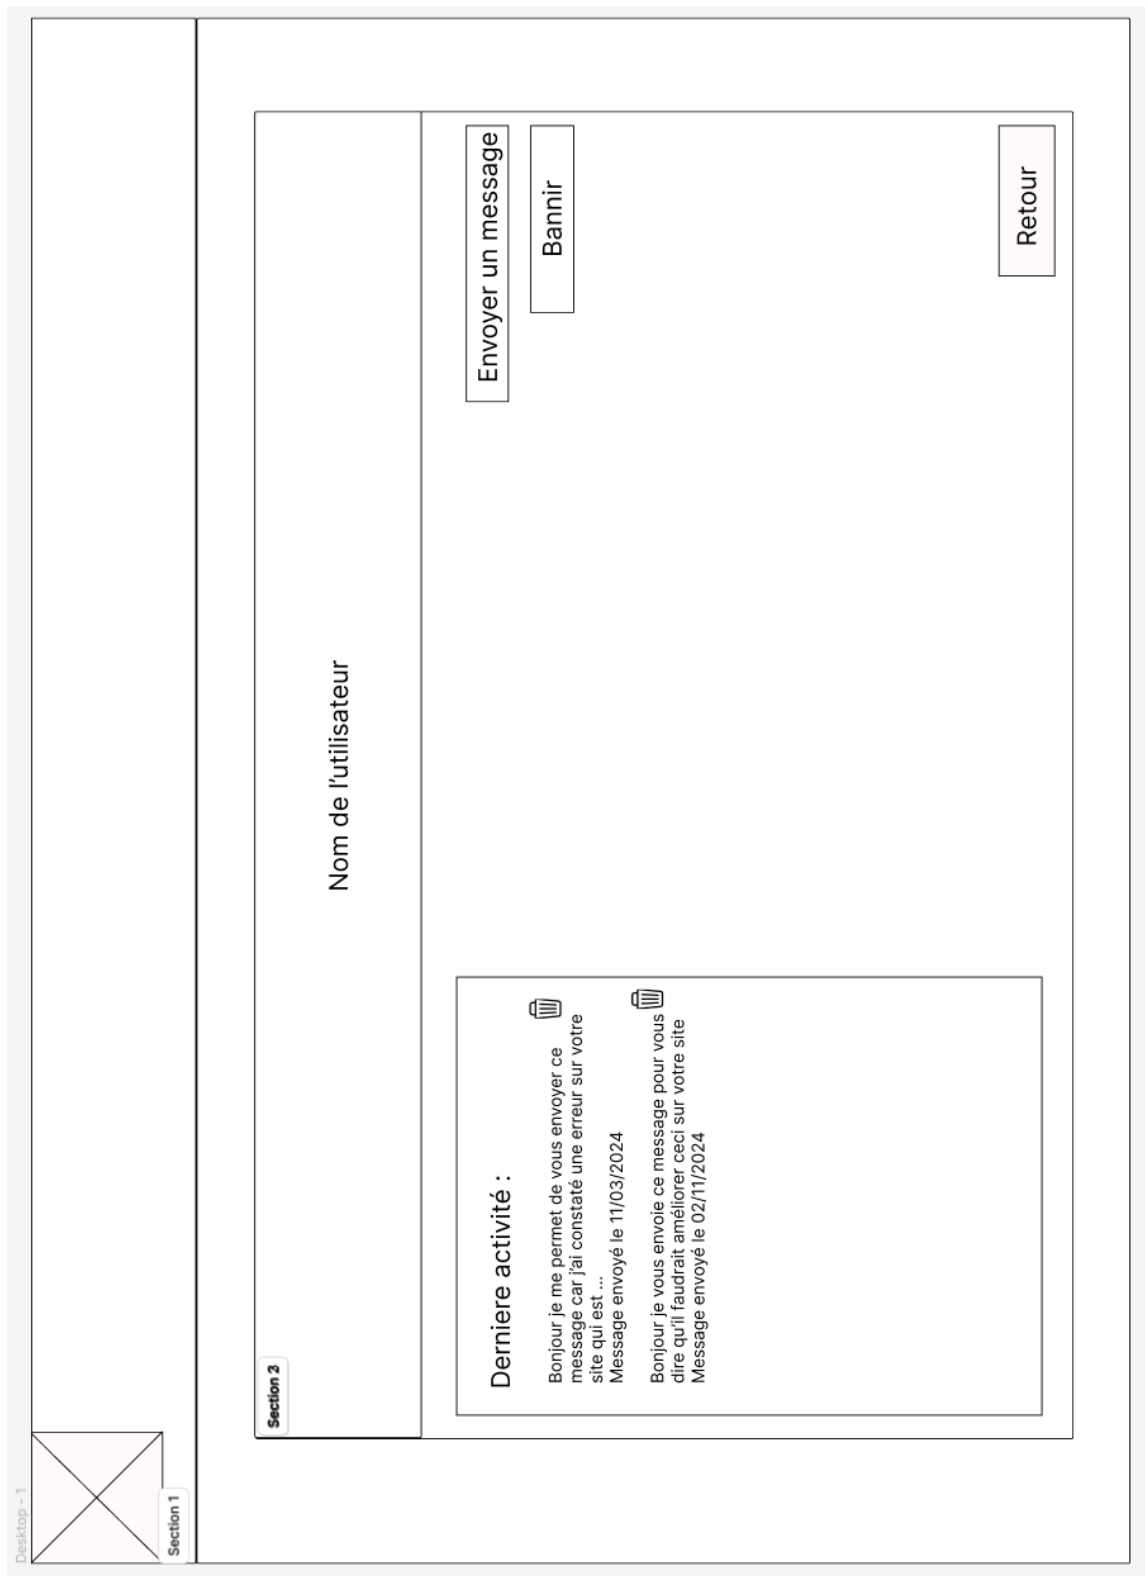 Desktop - 1
Section 1
Nom de l'utilisateur
Derniere activité :
Bonjour je me permet de vous envoyer ce
message car j'ai constaté une erreur sur votre
site qui est ...
Message envoyé le 11/03/2024
Bonjour je vous envoie ce message pour vous
dire qu'il faudrait améliorer ceci sur votre site
Message envoyé le 02/11/2024
Envoyer un message
Bannir
Retour